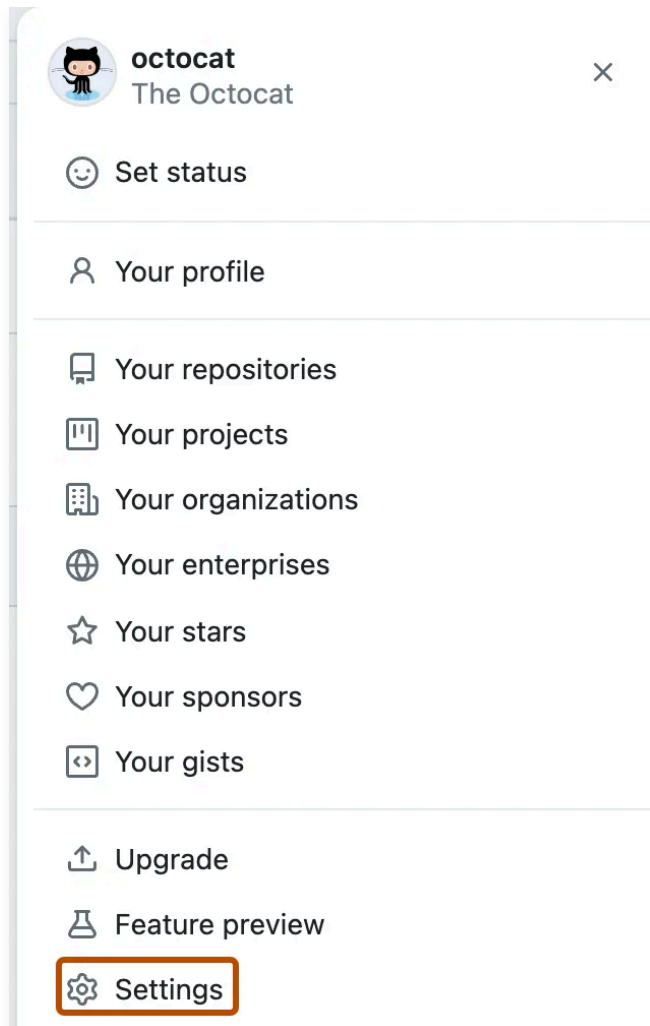 octocat
The Octocat
Set status
Your profile
Your repositories
Your projects
Your organizations
Your enterprises
Your stars
Your sponsors
Your gists
Upgrade
Feature preview
Settings